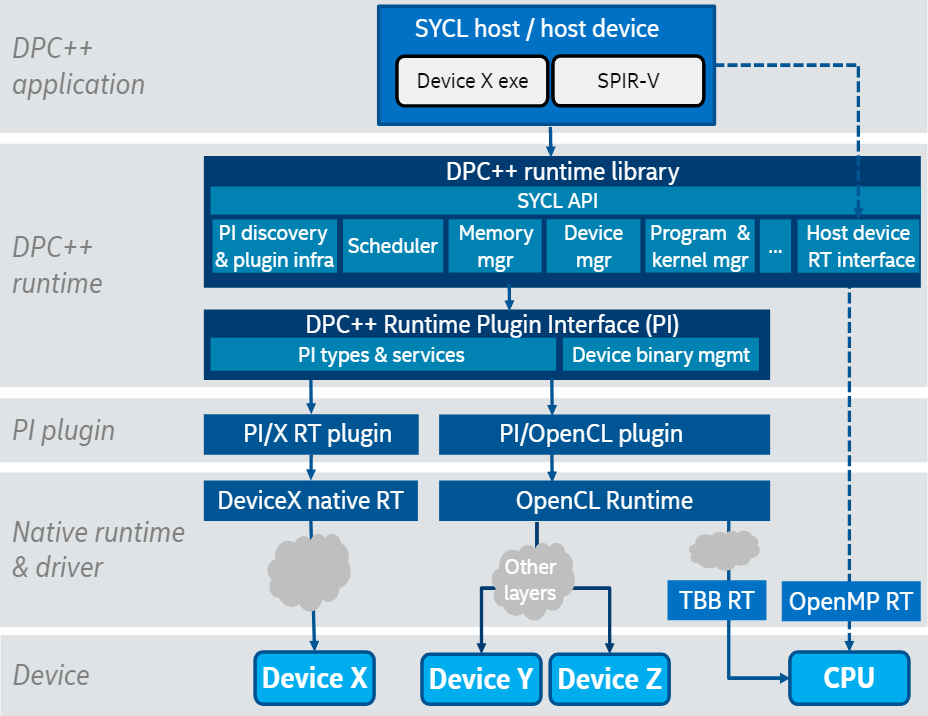 DPC++
application
SYCL host / host device
Device X exe
SPIR-V
DPC++
runtime
DPC++ runtime library
SYCL API
PI discovery
& plugin infra
Scheduler
Memory
mgr
Device
mgr
Program &
kernel mgr
...
Host device
RT interface
DPC++ Runtime Plugin Interface (PI)
PI types & services
Device binary mgmt
PI plugin
PI/X RT plugin
PI/OpenCL plugin
Native runtime
& driver
DeviceX native RT
OpenCL Runtime
Other
layers
TBB RT
OpenMP RT
Device
Device X
Device Y
Device Z
CPU